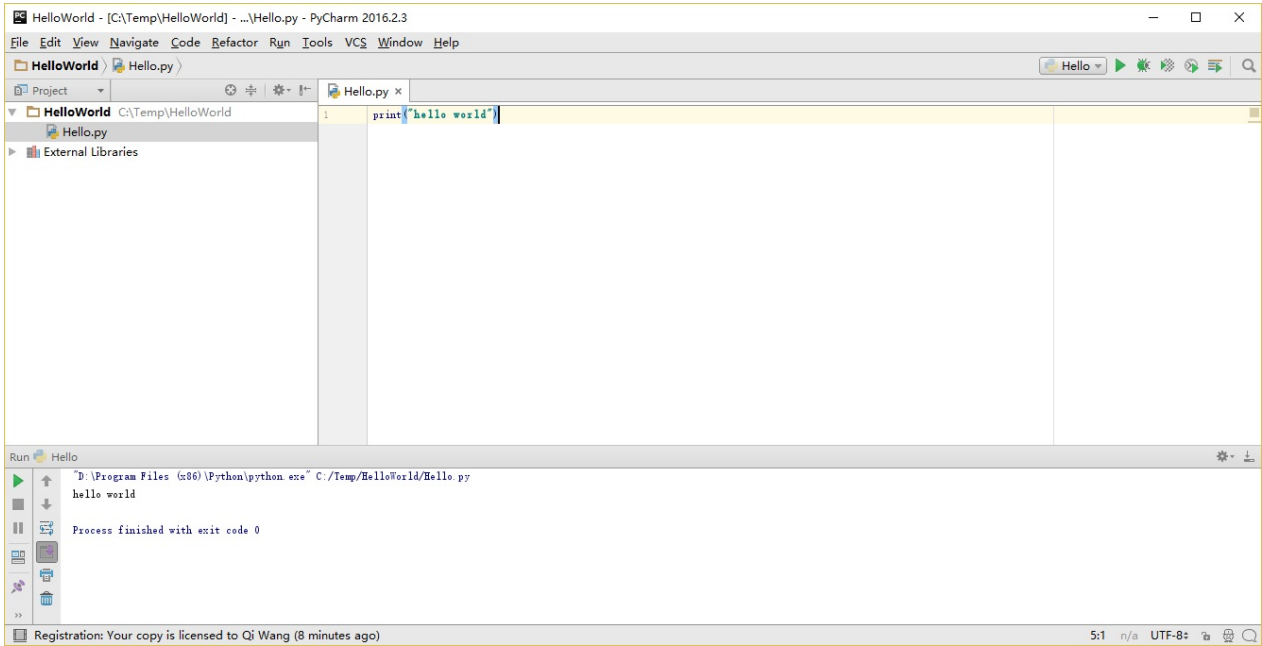 PC HelloWorld - [C:\Temp\HelloWorld] - ...\Hello.py - PyCharm 2016.2.3
File Edit View Navigate Code Refactor Run Tools VCS Window Help
HelloWorld Hello.py Hello
Project Hello.py ×
HelloWorld C:\Temp\HelloWorld
1 print("hello world")
Hello.py
External Libraries
Run Hello
"D:\Program Files (x86)\Python\python.exe" C:/Temp/HelloWorld/Hello.py
hello world
Process finished with exit code 0
Registration: Your copy is licensed to Qi Wang (8 minutes ago) 5:1 n/a UTF-8